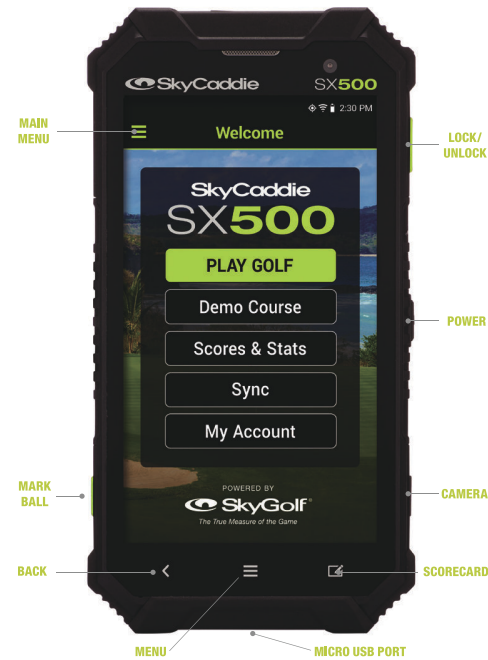 SkyCaddie SX500
2:30 PM
MAIN
MENU
Welcome
LOCK/
UNLOCK
SkyCaddie
SX500
PLAY GOLF
Demo Course
POWER
Scores & Stats
Sync
My Account
MARK
BALL
CAMERA
POWERED BY
SkyGolf®
The True Measure of the Game
BACK
SCORECARD
MENU
MICRO USB PORT